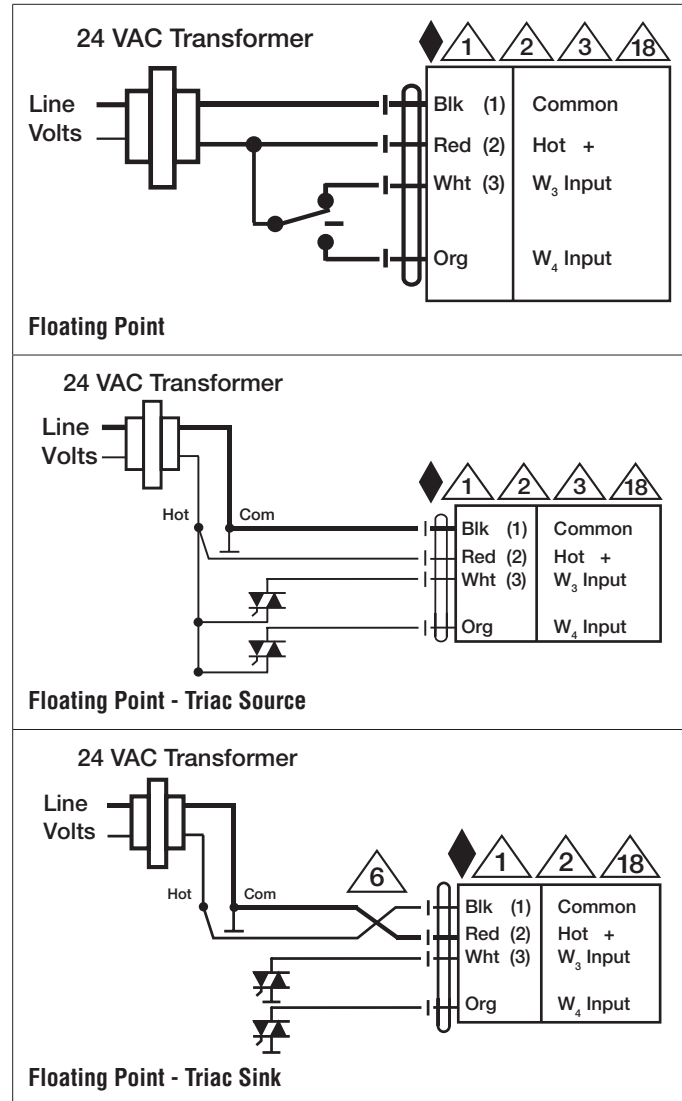 24 VAC Transformer
1 2 3 18
Line
Volts
Blk (1) Common
Red (2) Hot +
Wht (3) W₃ Input
Org W₄ Input
Floating Point
24 VAC Transformer
Line
Volts
1 2 3 18
Hot Com
Blk (1) Common
Red (2) Hot +
Wht (3) W₃ Input
Org W₄ Input
Floating Point - Triac Source
24 VAC Transformer
Line
Volts
6 1 2 18
Hot Com
Blk (1) Common
Red (2) Hot +
Wht (3) W₃ Input
Org W₄ Input
Floating Point - Triac Sink